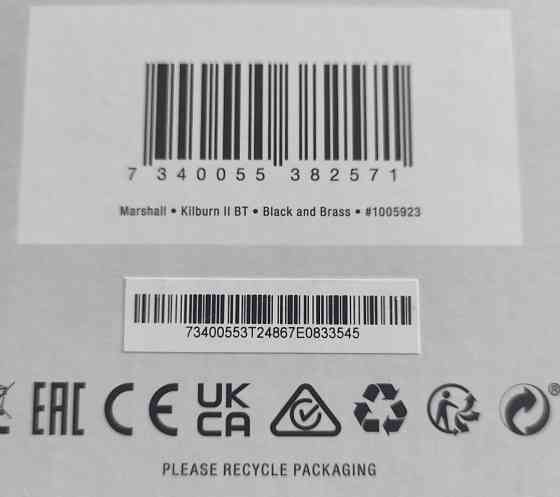 7 340055 382571
Marshall • Kilburn II BT • Black and Brass • #1005923
73400553T24867E0833545
EAC CE UK CA ®
PLEASE RECYCLE PACKAGING